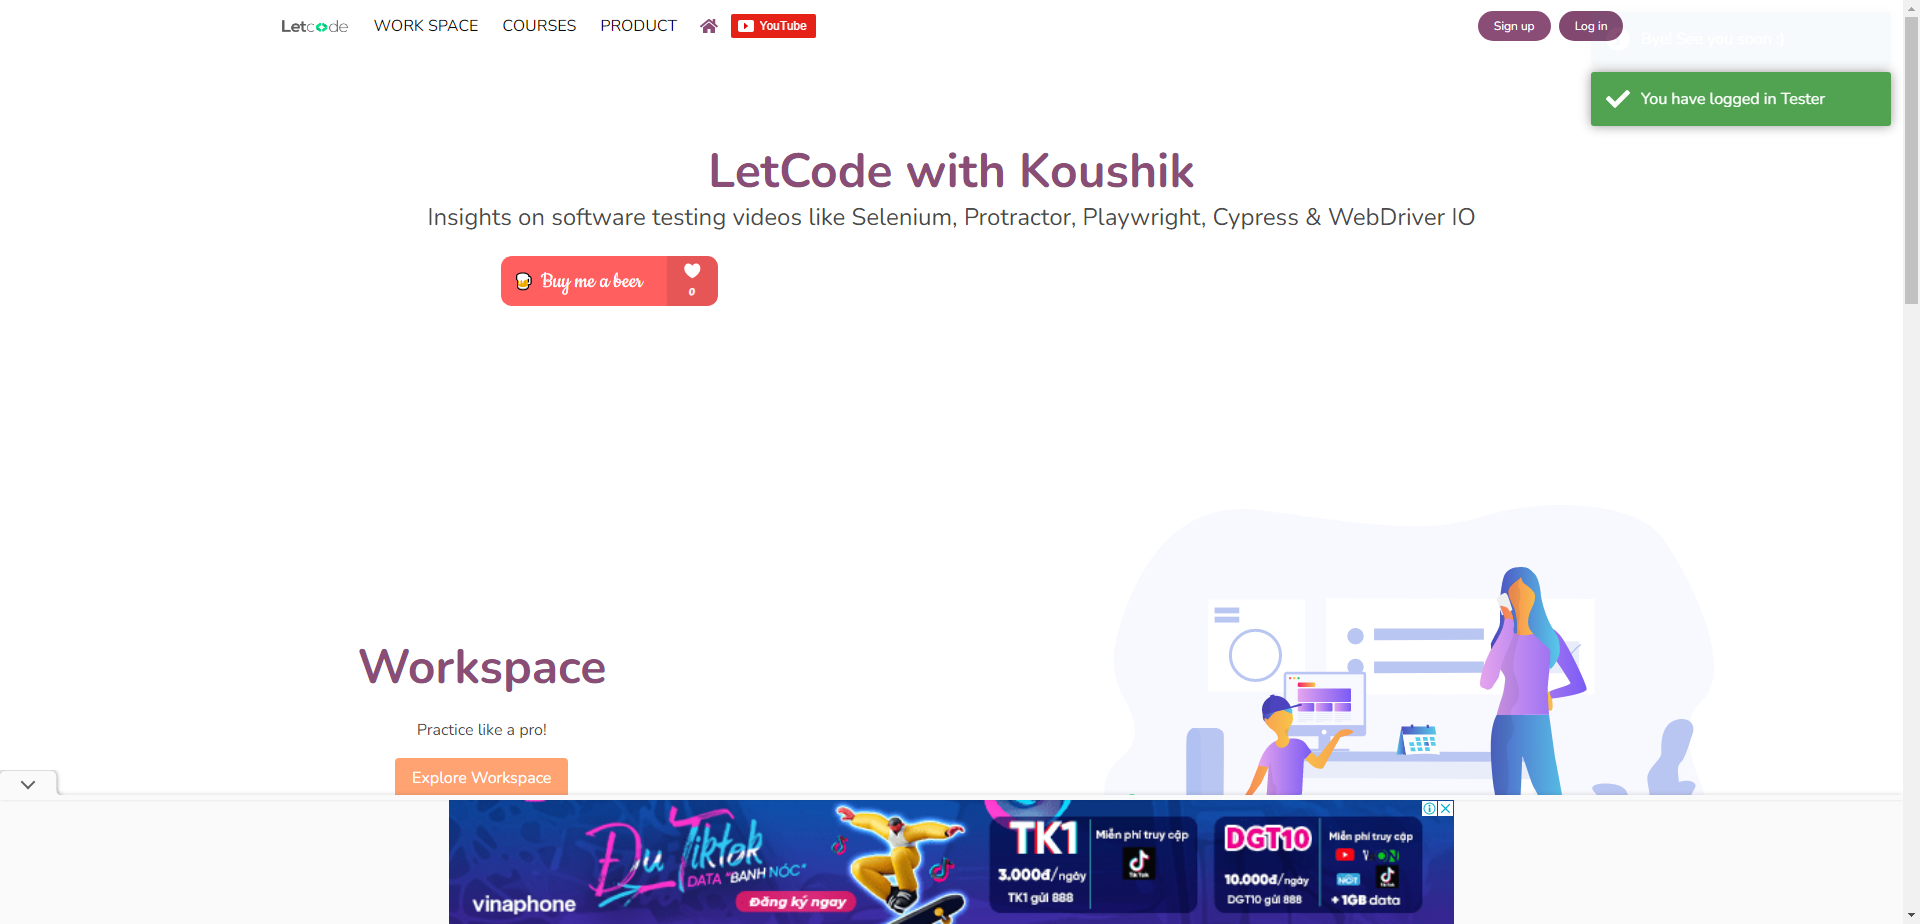 Letcode
WORK SPACE
COURSES
PRODUCT
YouTube
Sign up
Log in
Bye! See you soon :)
You have logged in Tester
LetCode with Koushik
Insights on software testing videos like Selenium, Protractor, Playwright, Cypress & WebDriver IO
Buy me a beer
0
Workspace
Practice like a pro!
Explore Workspace
Đu Tiktok
DATA "BANH NÓC"
vinaphone
Đăng ký ngay
TK1
3.000đ/ngày
TK1 gửi 888
Miễn phí truy cập
TikTok
DGT10
10.000đ/ngày
DGT10 gửi 888
Miễn phí truy cập
+ 1GB data